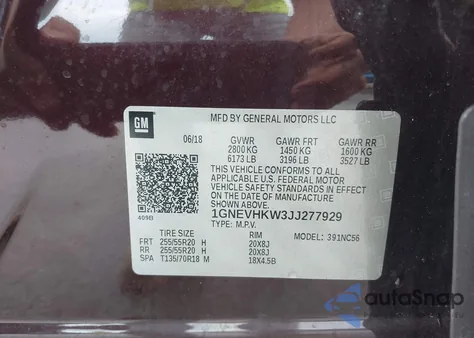 GM
MFD BY GENERAL MOTORS LLC
06/18 GVWR GAWR FRT GAWR RR
2800 KG 1450 KG 1600 KG
6173 LB 3196 LB 3527 LB
THIS VEHICLE CONFORMS TO ALL
APPLICABLE U.S. FEDERAL MOTOR
VEHICLE SAFETY STANDARDS IN EFFECT ON THE
DATE OF MANUFACTURE SHOWN ABOVE.
1GNEVHKW3JJ277929
409B TYPE: M.P.V.
MODEL: 391NC56
TIRE SIZE RIM
FRT 255/55R20 H 20X8J
RR 255/55R20 H 20X8J
SPA T135/70R18 M 18X4.5B
autoSnap